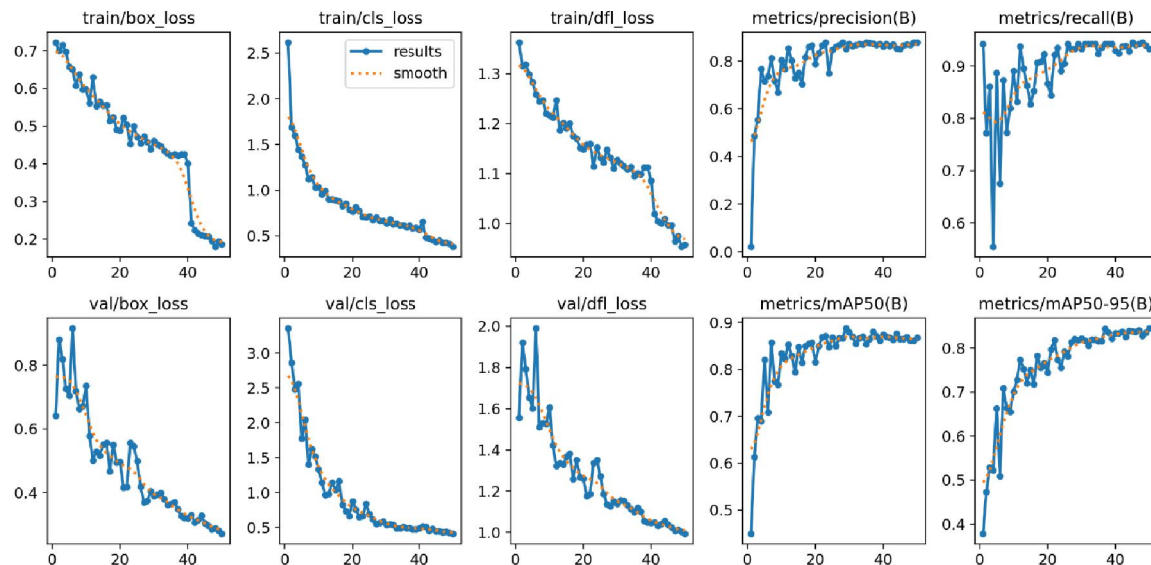 train/box_loss
train/cls_loss
train/dfl_loss
metrics/precision(B)
metrics/recall(B)
results
smooth
0.7
0.6
0.5
0.4
0.3
0.2
0 20 40
2.5
2.0
1.5
1.0
0.5
0 20 40
1.3
1.2
1.1
1.0
0 20 40
0.8
0.6
0.4
0.2
0.0
0 20 40
0.9
0.8
0.7
0.6
0 20 40
val/box_loss
val/cls_loss
val/dfl_loss
metrics/mAP50(B)
metrics/mAP50-95(B)
0.8
0.6
0.4
0 20 40
3.0
2.5
2.0
1.5
1.0
0.5
0 20 40
2.0
1.8
1.6
1.4
1.2
1.0
0 20 40
0.9
0.8
0.7
0.6
0.5
0 20 40
0.8
0.7
0.6
0.5
0.4
0 20 40